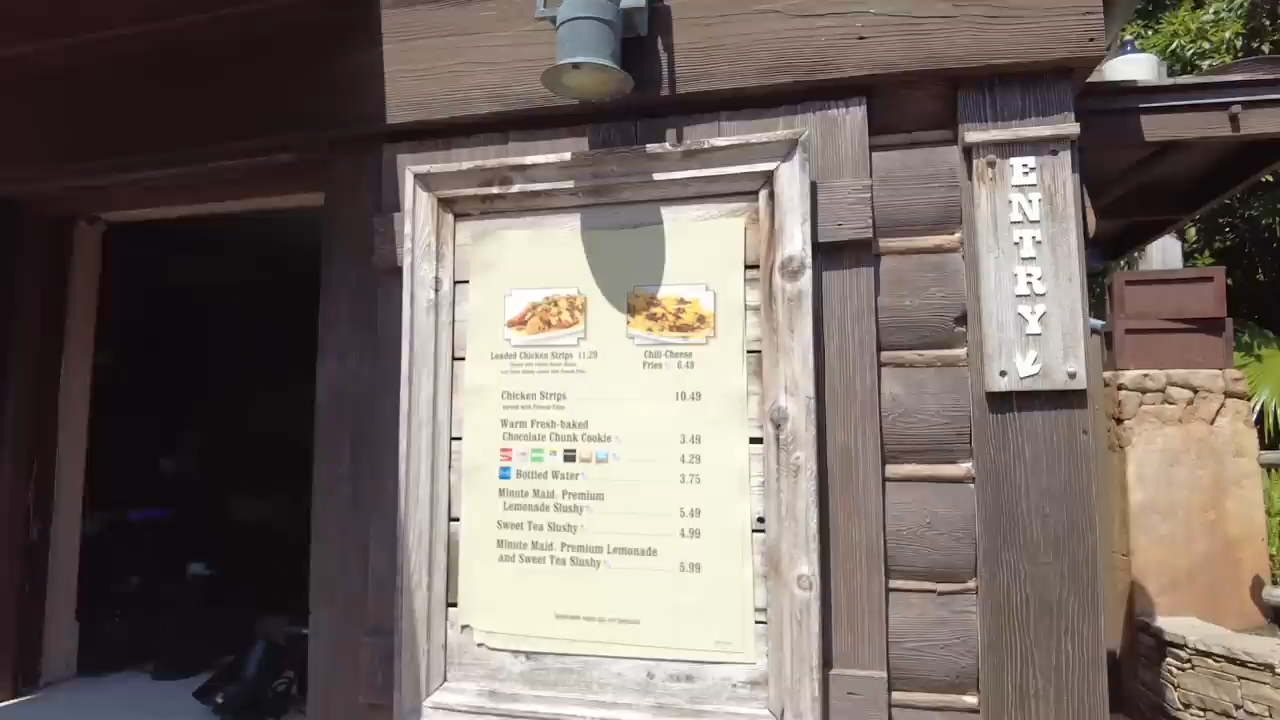 ENTRY
Loaded Chicken Strips 11.29
Chili-Cheese
Fries 8.49
Chicken Strips 10.49
served with French Fries
Warm Fresh-baked
Chocolate Chunk Cookie 3.49
4.29
Bottled Water 3.75
Minute Maid. Premium
Lemonade Slushy 5.49
Sweet Tea Slushy 4.99
Minute Maid. Premium Lemonade
and Sweet Tea Slushy 5.99